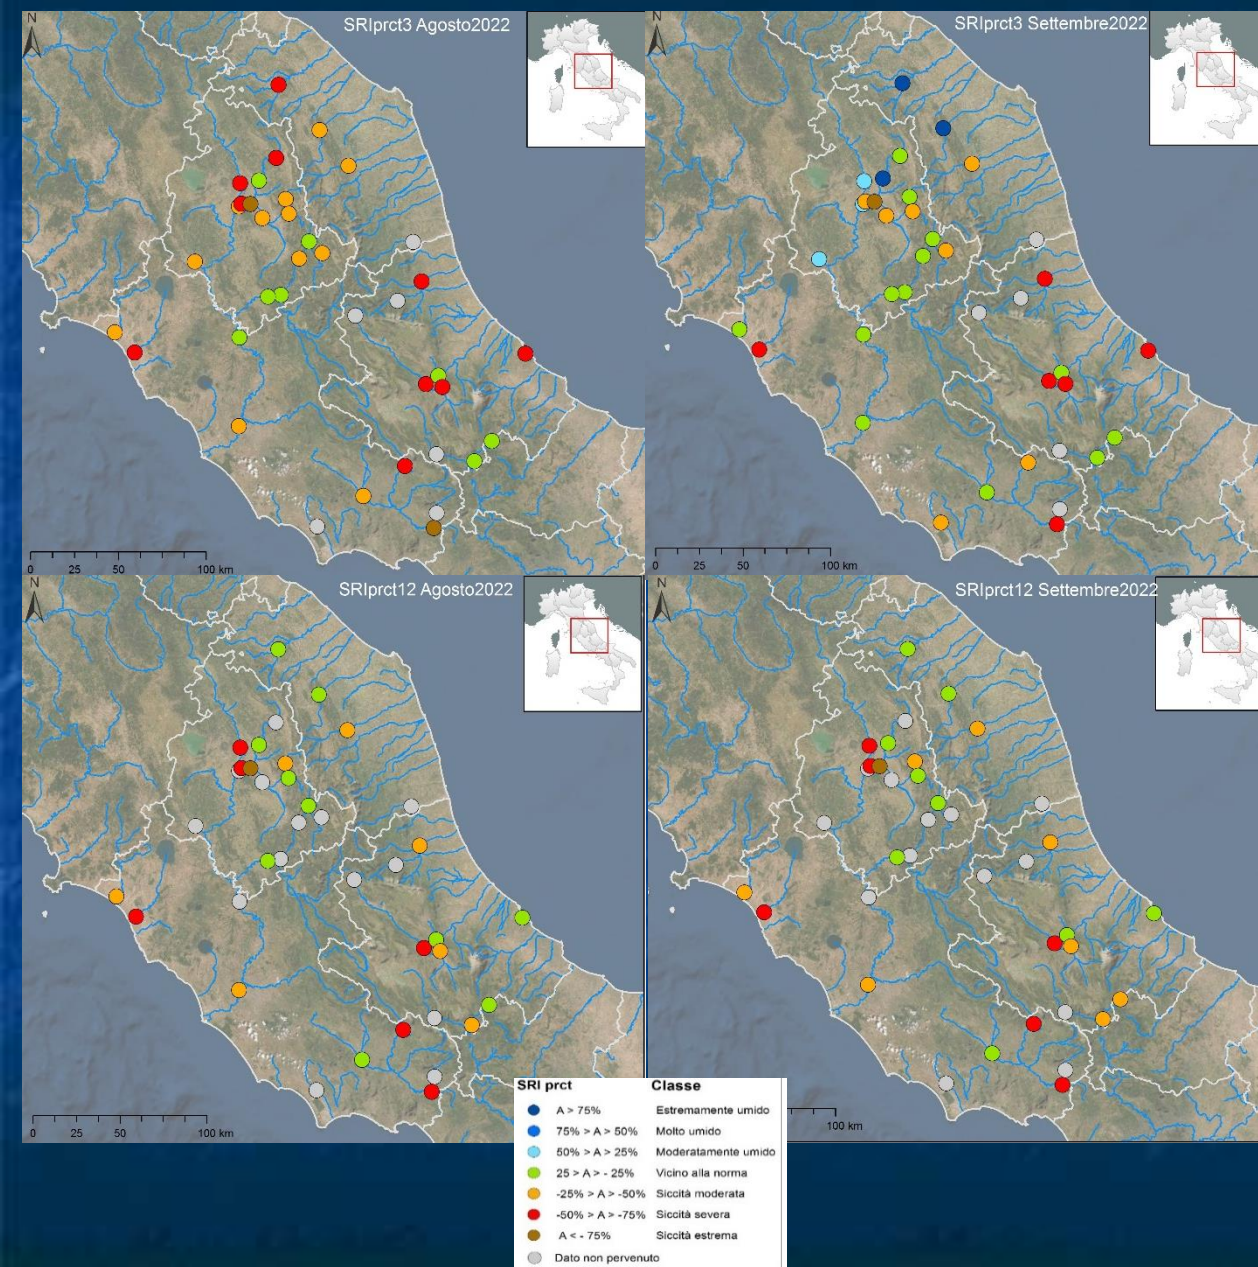 SRIprct3 Agosto2022
N
0 25 50 100 km
SRIprct3 Settembre2022
N
0 25 50 100 km
SRIprct12 Agosto2022
N
0 25 50 100 km
SRIprct12 Settembre2022
N
100 km
SRI prct Classe
A > 75% Estremamente umido
75% > A > 50% Molto umido
50% > A > 25% Moderatamente umido
25 > A > - 25% Vicino alla norma
-25% > A > -50% Siccità moderata
-50% > A > -75% Siccità severa
A < - 75% Siccità estrema
Dato non pervenuto